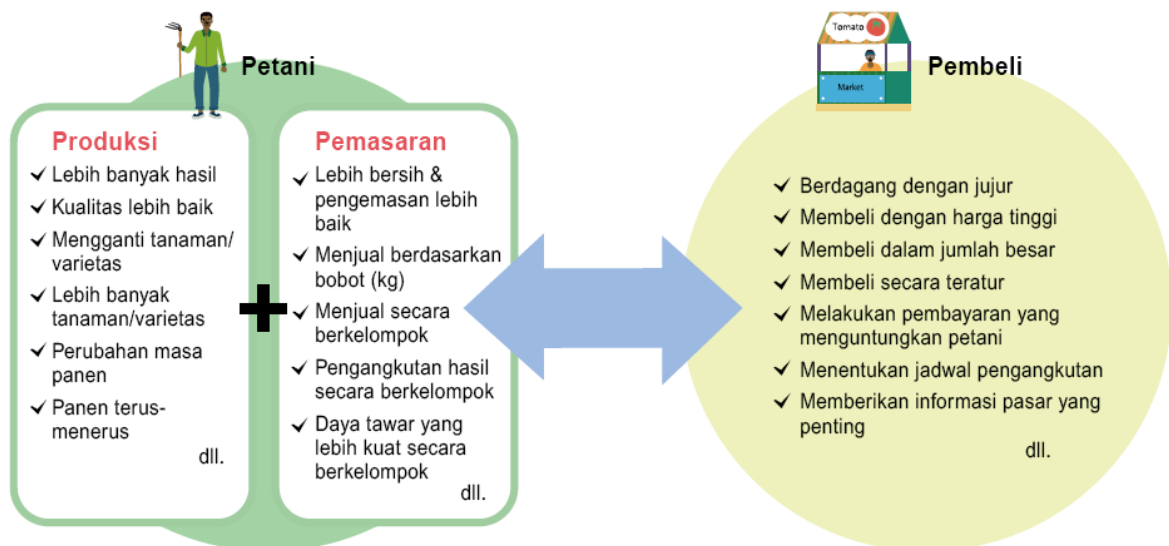 Petani
Produksi
✓ Lebih banyak hasil
✓ Kualitas lebih baik
✓ Mengganti tanaman/
varietas
✓ Lebih banyak
tanaman/varietas
✓ Perubahan masa
panen
✓ Panen terus-
menerus
dll.
+
Pemasaran
✓ Lebih bersih &
pengemasan lebih
baik
✓ Menjual berdasarkan
bobot (kg)
✓ Menjual secara
berkelompok
✓ Pengangkutan hasil
secara berkelompok
✓ Daya tawar yang
lebih kuat secara
berkelompok
dll.
Tomato
Market
Pembeli
✓ Berdagang dengan jujur
✓ Membeli dengan harga tinggi
✓ Membeli dalam jumlah besar
✓ Membeli secara teratur
✓ Melakukan pembayaran yang
menguntungkan petani
✓ Menentukan jadwal pengangkutan
✓ Memberikan informasi pasar yang
penting
dll.